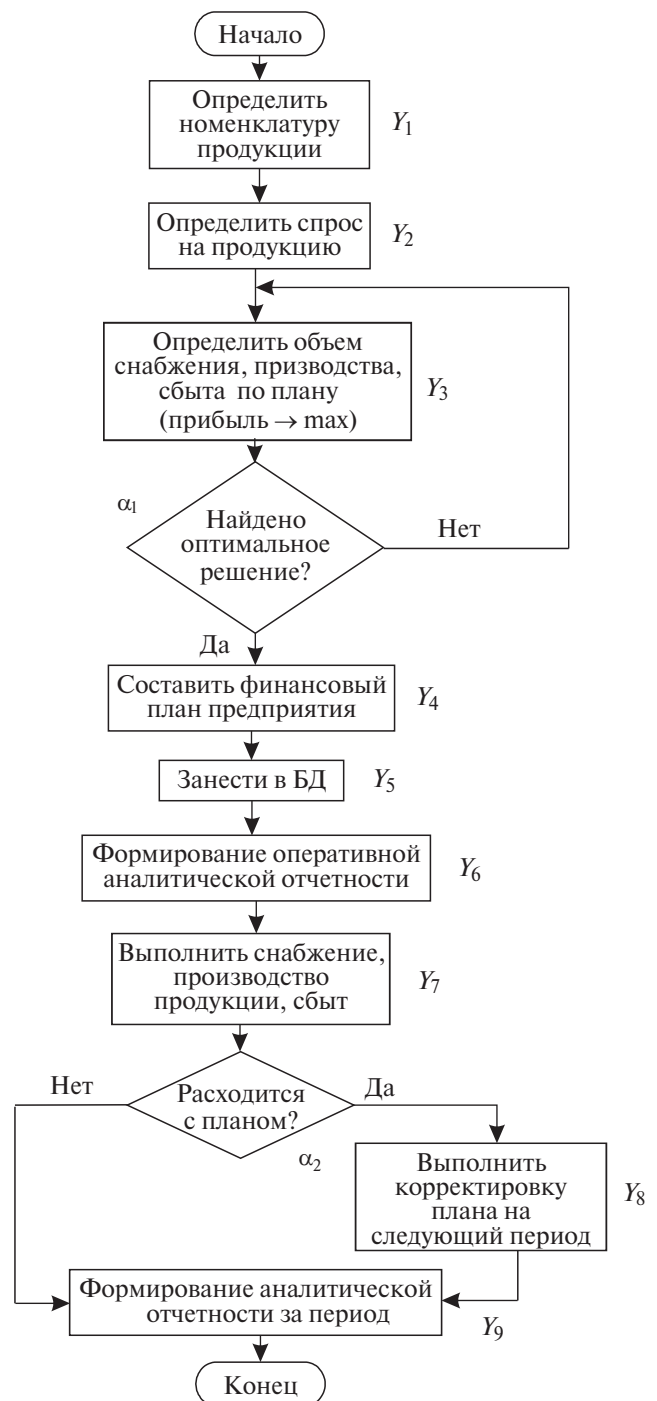 Начало
Определить
номенклатуру
продукции
Y1
Определить спрос
на продукцию
Y2
Определить объем
снабжения, призводства,
сбыта по плану
(прибыль → max)
Y3
α1
Найдено
оптимальное
решение?
Нет
Да
Составить финансовый
план предприятия
Y4
Занести в БД
Y5
Формирование оперативной
аналитической отчетности
Y6
Выполнить снабжение,
производство
продукции, сбыт
Y7
Нет
Расходится
с планом?
Да
α2
Выполнить
корректировку
плана на
следующий период
Y8
Формирование аналитической
отчетности за период
Y9
Конец